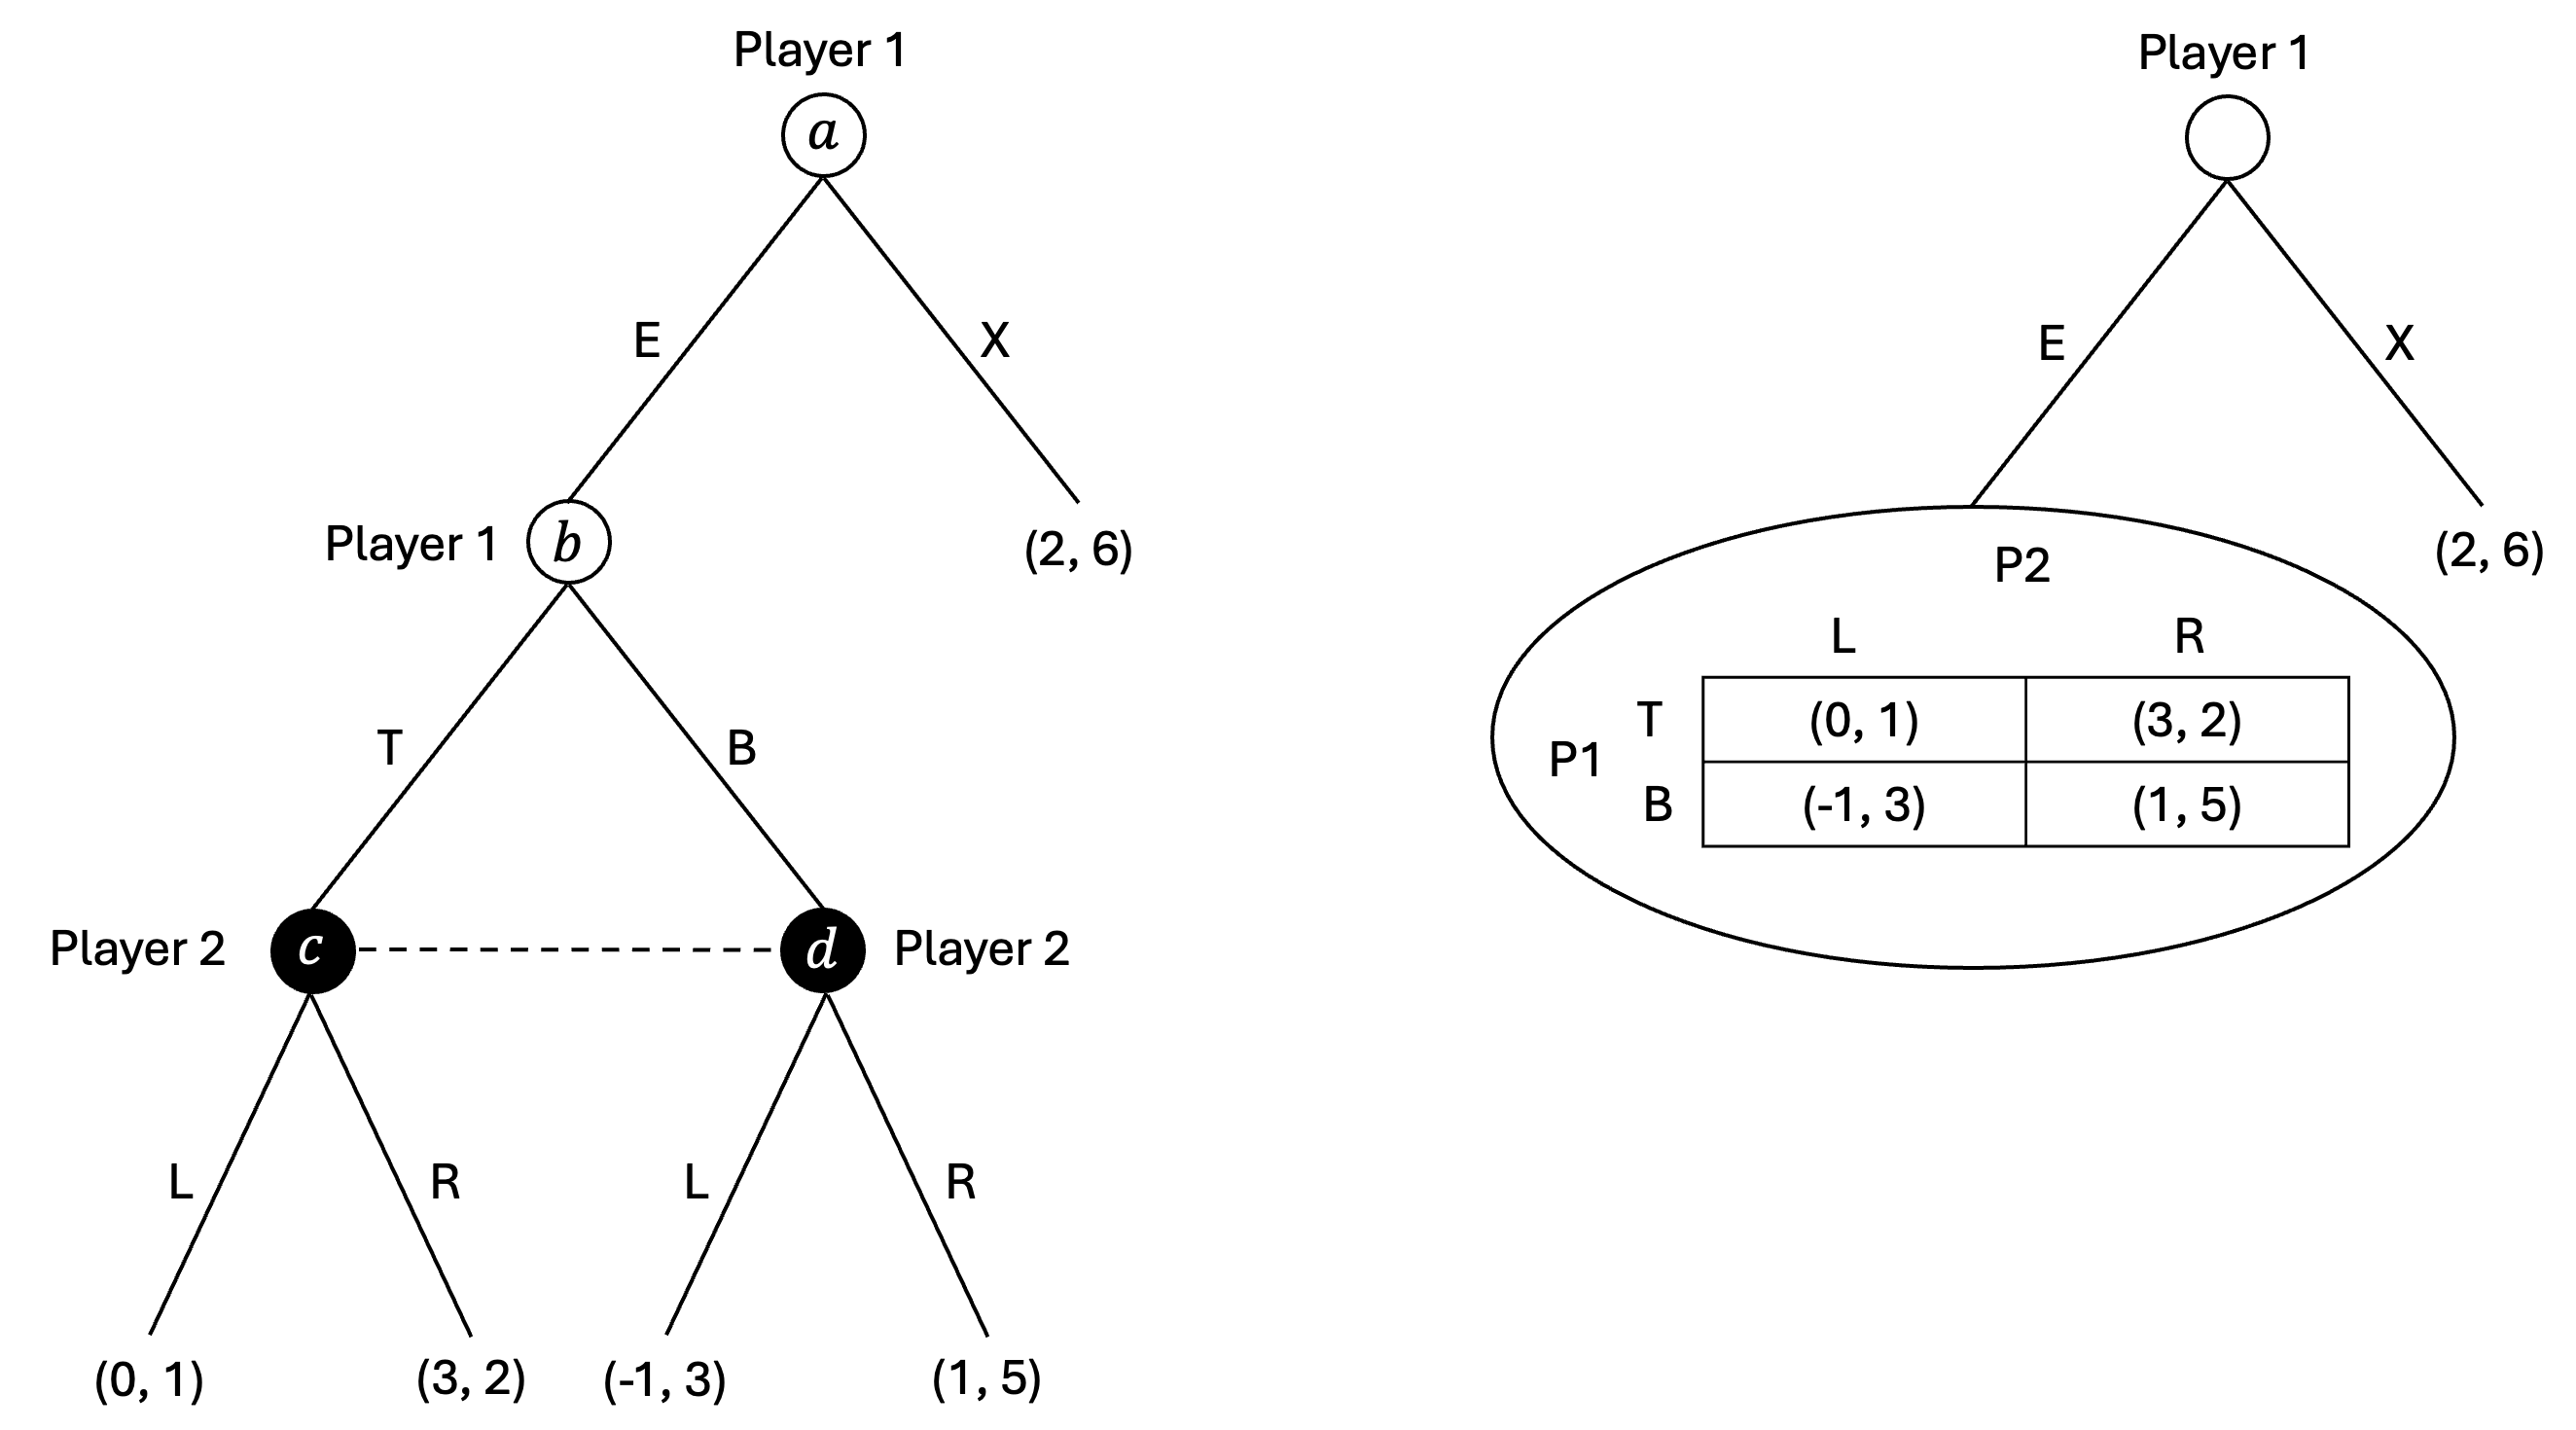 Player 1
a
E
X
Player 1
b
(2, 6)
T
B
Player 2
c
d
Player 2
L
R
L
R
(0, 1)
(3, 2)
(-1, 3)
(1, 5)
Player 1
E
X
(2, 6)
P2
L
R
P1
T
(0, 1)
(3, 2)
B
(-1, 3)
(1, 5)